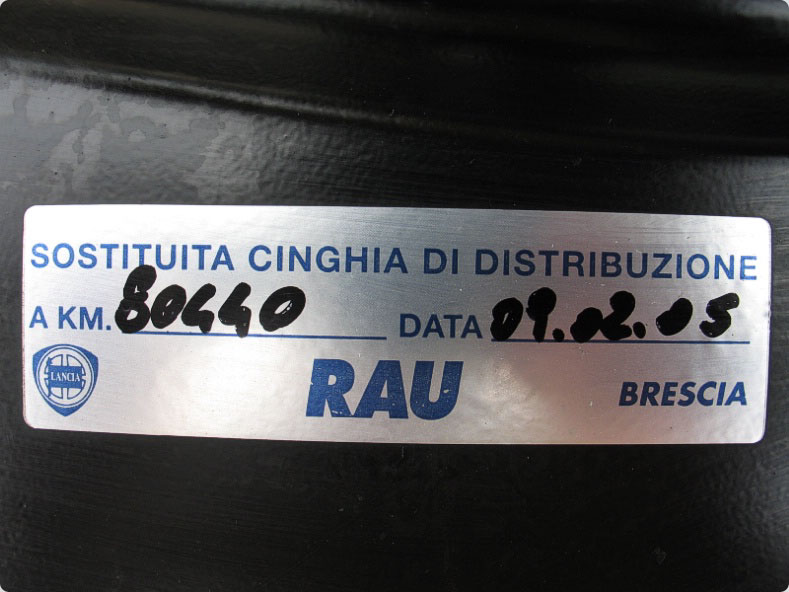 SOSTITUITA CINGHIA DI DISTRIBUZIONE
A KM. 80440 DATA 09.02.05
LANCIA RAU BRESCIA